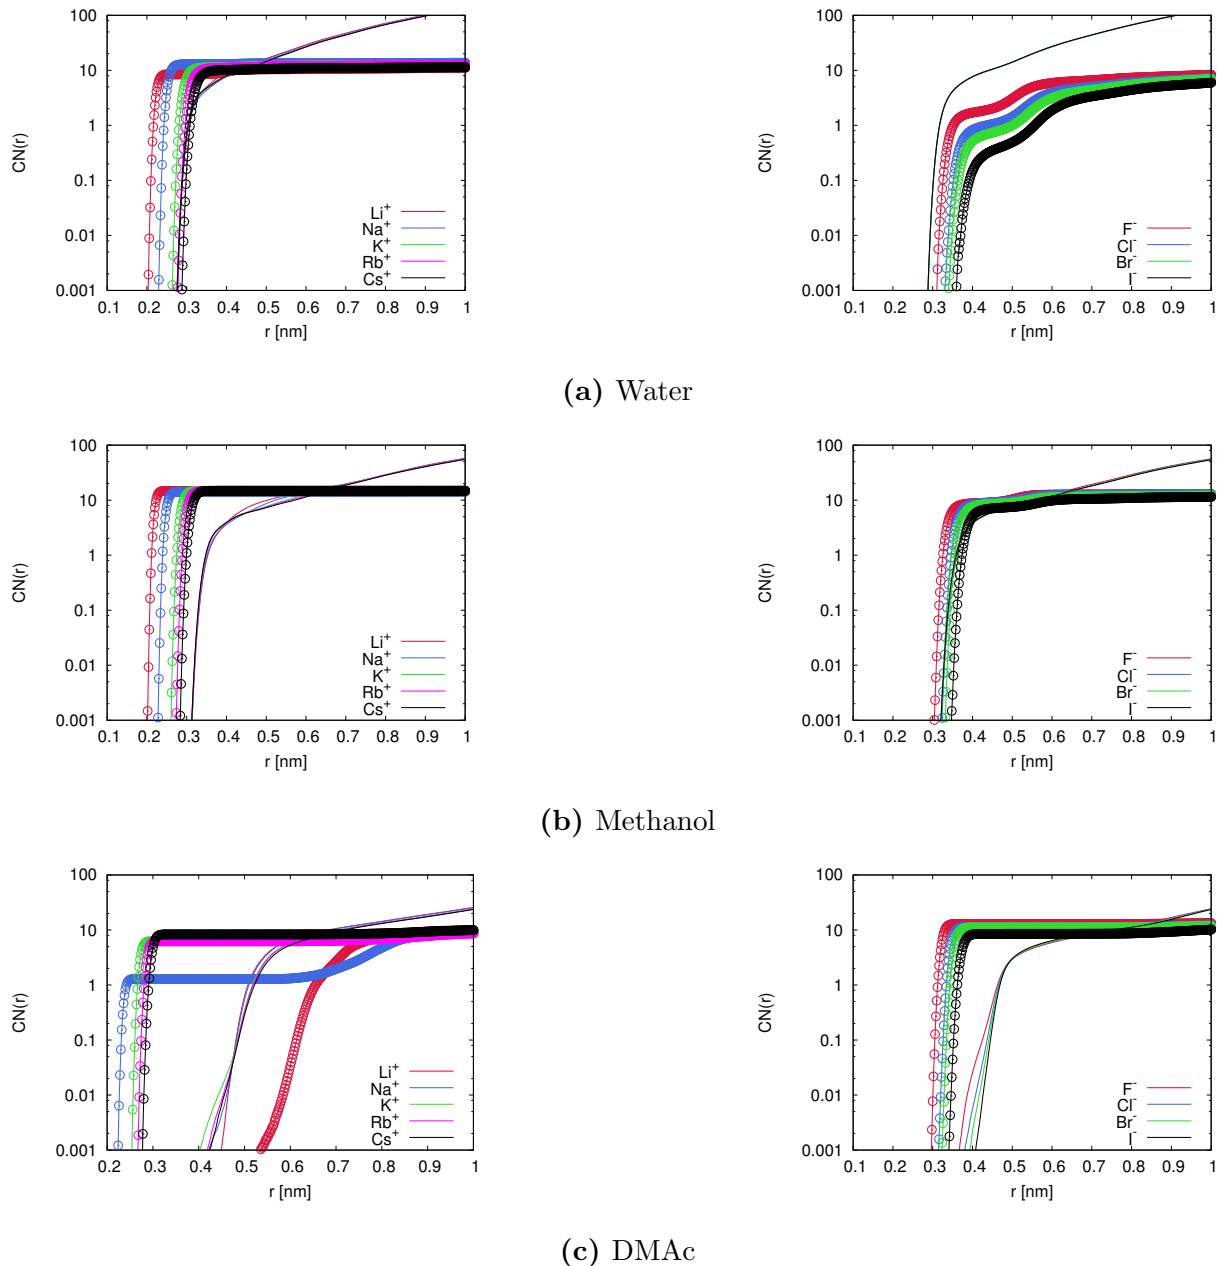 CN(r)
100
10
1
0.1
0.01
0.001
0.1 0.2 0.3 0.4 0.5 0.6 0.7 0.8 0.9 1
r [nm]
Li+
Na+
K+
Rb+
Cs+
CN(r)
100
10
1
0.1
0.01
0.001
0.1 0.2 0.3 0.4 0.5 0.6 0.7 0.8 0.9 1
r [nm]
F-
Cl-
Br-
I-
(a) Water
CN(r)
100
10
1
0.1
0.01
0.001
0.1 0.2 0.3 0.4 0.5 0.6 0.7 0.8 0.9 1
r [nm]
Li+
Na+
K+
Rb+
Cs+
CN(r)
100
10
1
0.1
0.01
0.001
0.1 0.2 0.3 0.4 0.5 0.6 0.7 0.8 0.9 1
r [nm]
F-
Cl-
Br-
I-
(b) Methanol
CN(r)
100
10
1
0.1
0.01
0.001
0.2 0.3 0.4 0.5 0.6 0.7 0.8 0.9 1
r [nm]
Li+
Na+
K+
Rb+
Cs+
CN(r)
100
10
1
0.1
0.01
0.001
0.1 0.2 0.3 0.4 0.5 0.6 0.7 0.8 0.9 1
r [nm]
F-
Cl-
Br-
I-
(c) DMAc